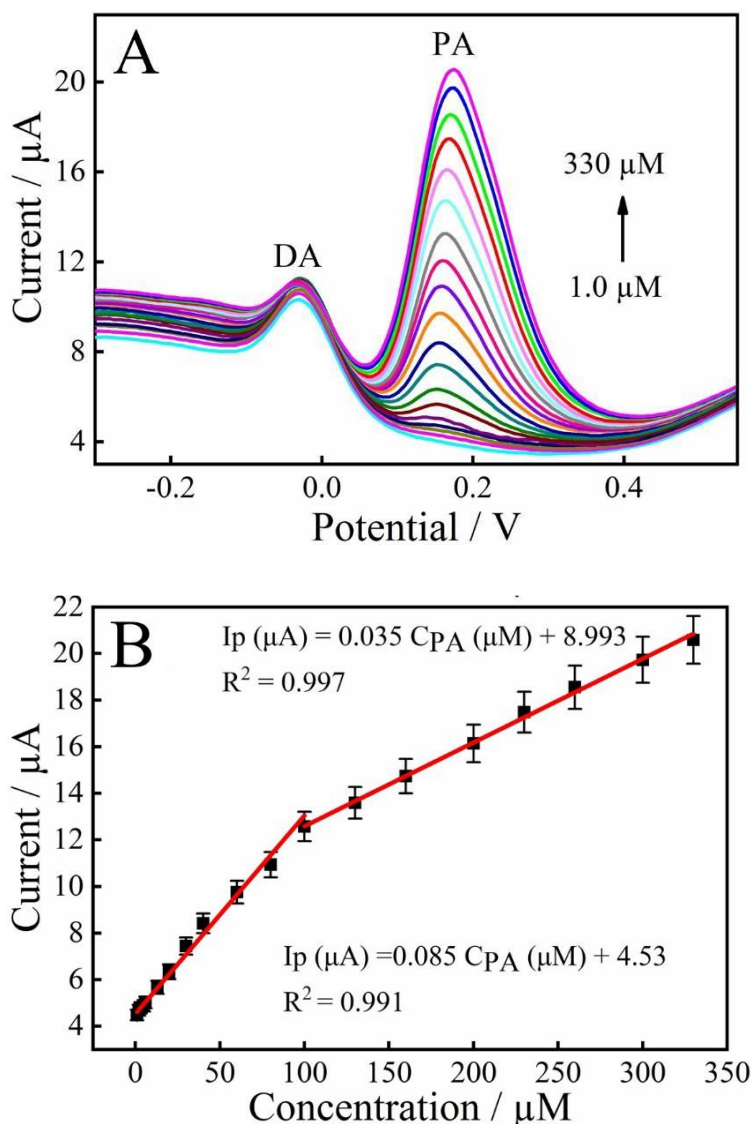 A
PA
DA
330 μM
1.0 μM
20
16
12
8
4
Current / μA
-0.2 0.0 0.2 0.4
Potential / V
B
Ip (μA) = 0.035 CPA (μM) + 8.993
R² = 0.997
Ip (μA) =0.085 CPA (μM) + 4.53
R² = 0.991
22
20
18
16
14
12
10
8
6
4
Current / μA
0 50 100 150 200 250 300 350
Concentration / μM